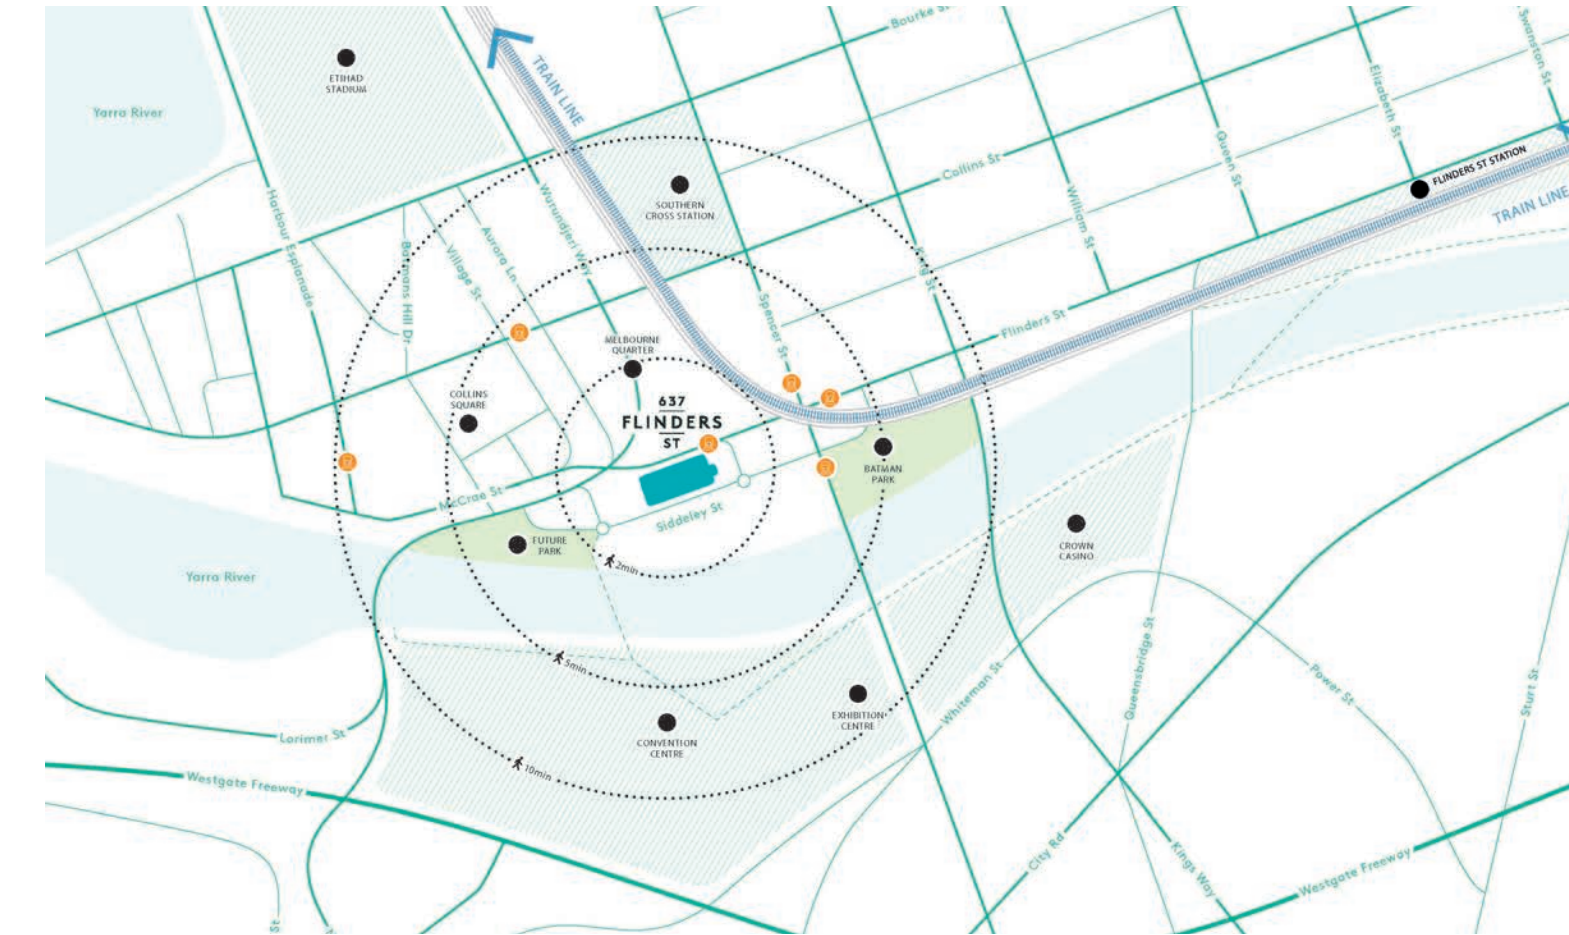 Bourke St
Swanston St
ETIHAD
STADIUM
TRAIN LINE
Yarra River
Elizabeth St
Queen St
FLINDERS ST STATION
Collins St
SOUTHERN
CROSS STATION
William St
TRAIN LINE
Harbour Esplanade
Wurundjeri Way
Aurora Ln
Village St
Batmans Hill Dr
King St
Spencer St
Flinders St
MELBOURNE
QUARTER
COLLINS
SQUARE
637
FLINDERS
ST
BATMAN
PARK
McCrae St
Siddeley St
FUTURE
PARK
CROWN
CASINO
2min
Yarra River
5min
Queensbridge St
Whiteman St
Power St
Sturt St
EXHIBITION
CENTRE
CONVENTION
CENTRE
Lorimer St
10min
Westgate Freeway
City Rd
Kings Way
Westgate Freeway
St